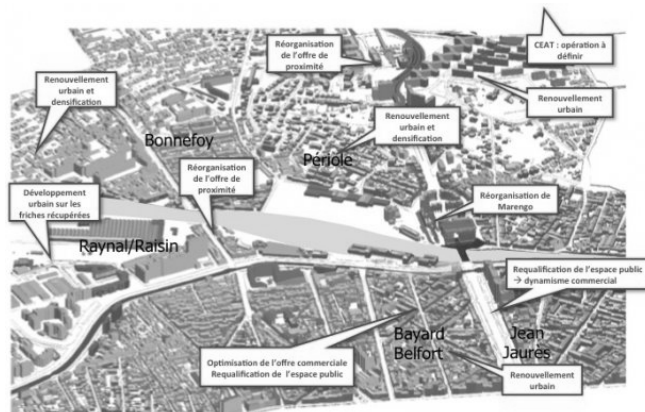 CEAT : opération à
définir
Réorganisation
de l'offre de
proximité
Renouvellement
urbain et
densification
Renouvellement
urbain
Bonnefoy
Renouvellement
urbain et
densification
Périole
Réorganisation
de l'offre de
proximité
Développement
urbain sur les
friches récupérées
Réorganisation de
Marengo
Raynal/Raisin
Requalification de l'espace public
→ dynamisme commercial
Bayard
Belfort
Jean
Jaurès
Optimisation de l'offre commerciale
Requalification de l'espace public
Renouvellement
urbain